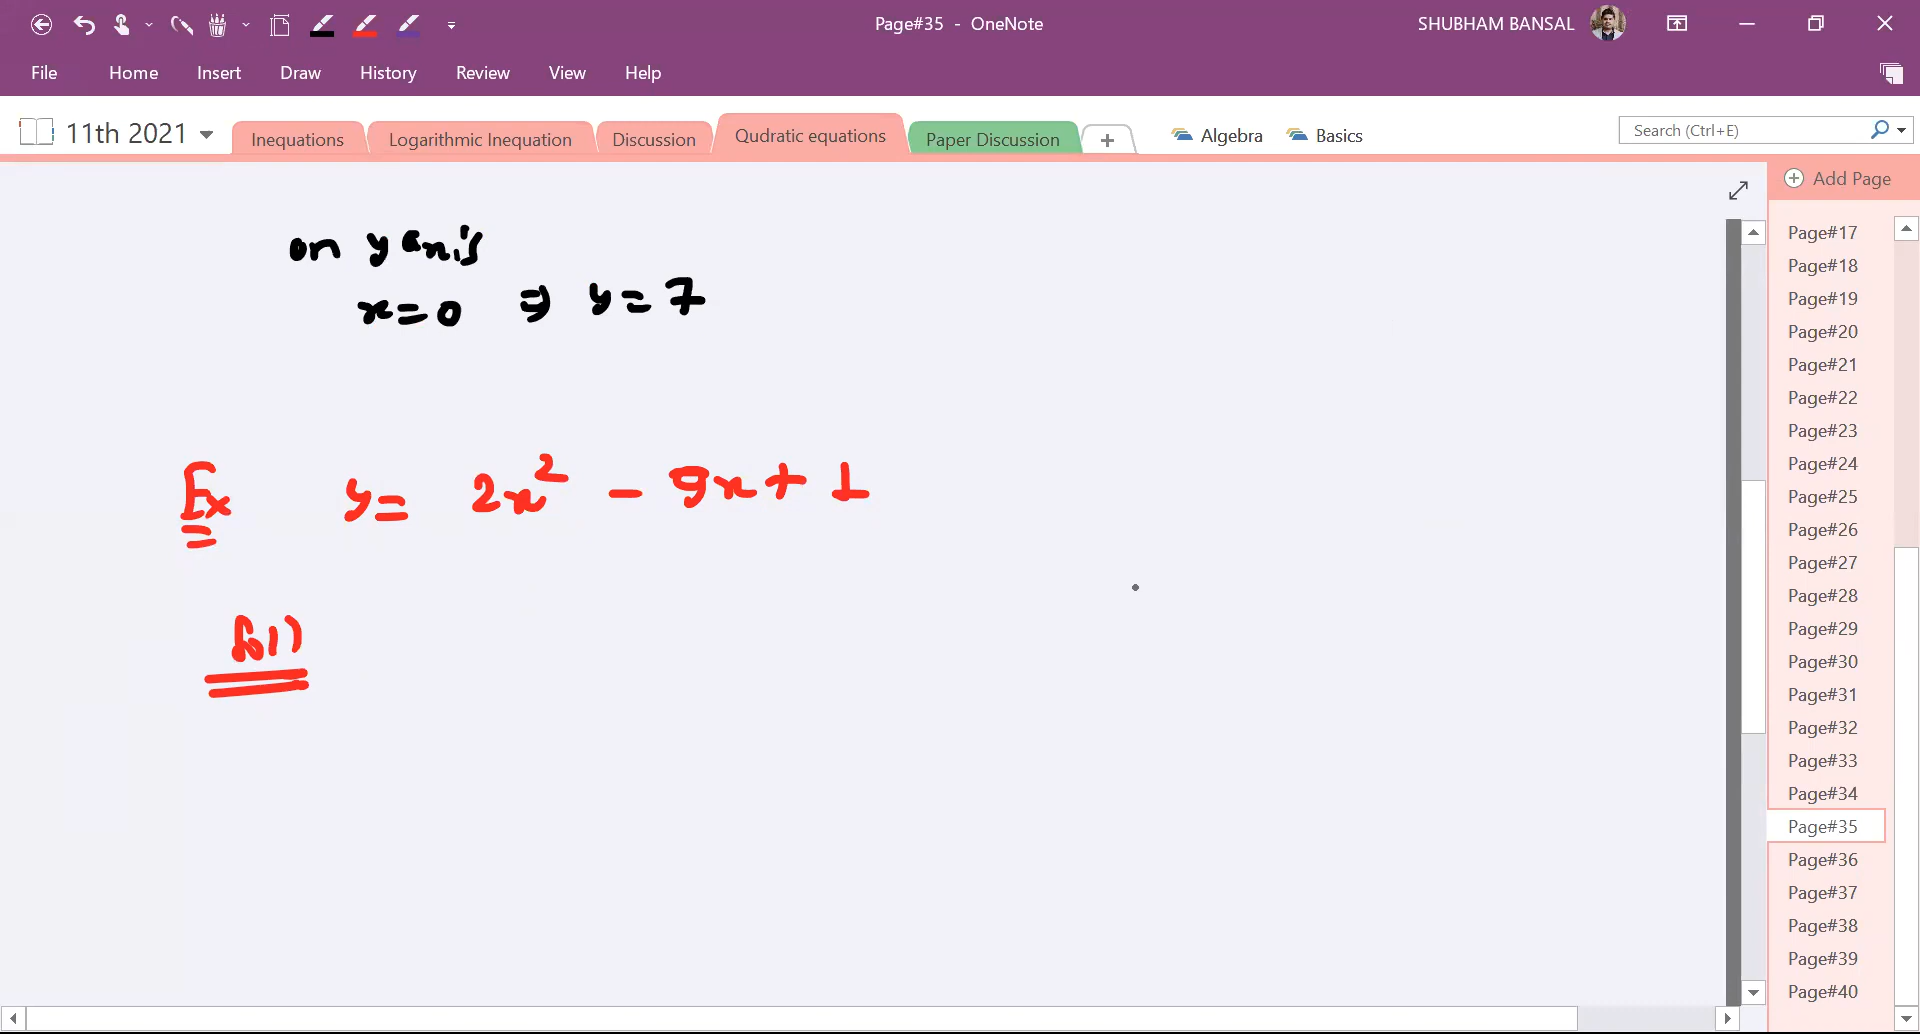 Page#35 - OneNote
SHUBHAM BANSAL
File Home Insert Draw History Review View Help
11th 2021
Inequations
Logarithmic Inequation
Discussion
Qudratic equations
Paper Discussion
Algebra
Basics
Search (Ctrl+E)
Add Page
on y axis
x=0 ⇒ y=7
Ex y= 2x² - 9x+ 1
Page#17
Page#18
Page#19
Page#20
Page#21
Page#22
Page#23
Page#24
Page#25
Page#26
Page#27
Page#28
Page#29
Page#30
Page#31
Page#32
Page#33
Page#34
Page#35
Page#36
Page#37
Page#38
Page#39
Page#40